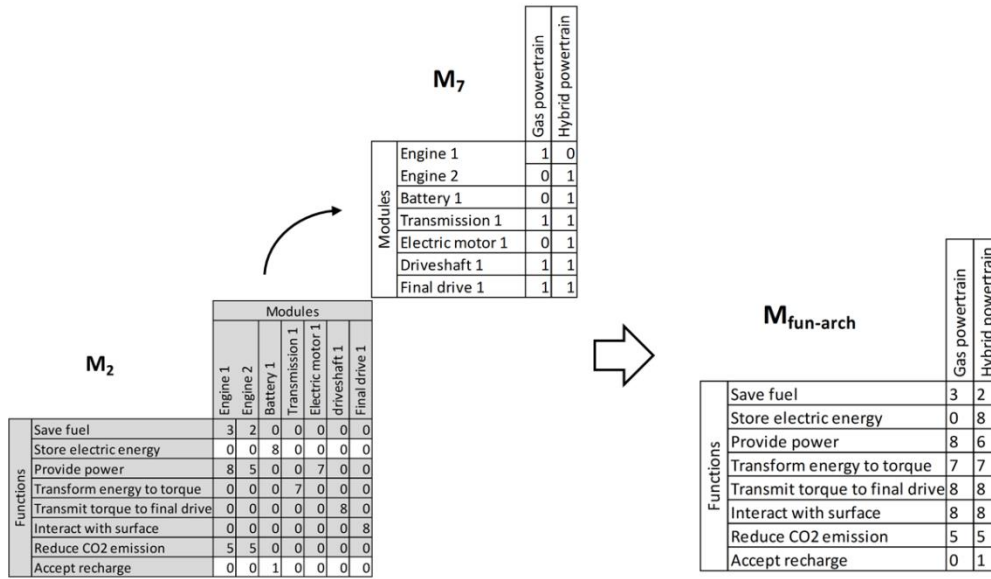 M7
Gas powertrain
Hybrid powertrain
Modules
Engine 1 1 0
Engine 2 0 1
Battery 1 0 1
Transmission 1 1 1
Electric motor 1 0 1
Driveshaft 1 1 1
Final drive 1 1 1
M2
Modules
Engine 1
Engine 2
Battery 1
Transmission 1
Electric motor 1
driveshaft 1
Final drive 1
Functions
Save fuel 3 2 0 0 0 0 0
Store electric energy 0 0 8 0 0 0 0
Provide power 8 5 0 0 7 0 0
Transform energy to torque 0 0 0 7 0 0 0
Transmit torque to final drive 0 0 0 0 0 8 0
Interact with surface 0 0 0 0 0 0 8
Reduce CO2 emission 5 5 0 0 0 0 0
Accept recharge 0 0 1 0 0 0 0
Mfun-arch
Gas powertrain
Hybrid powertrain
Functions
Save fuel 3 2
Store electric energy 0 8
Provide power 8 6
Transform energy to torque 7 7
Transmit torque to final drive 8 8
Interact with surface 8 8
Reduce CO2 emission 5 5
Accept recharge 0 1